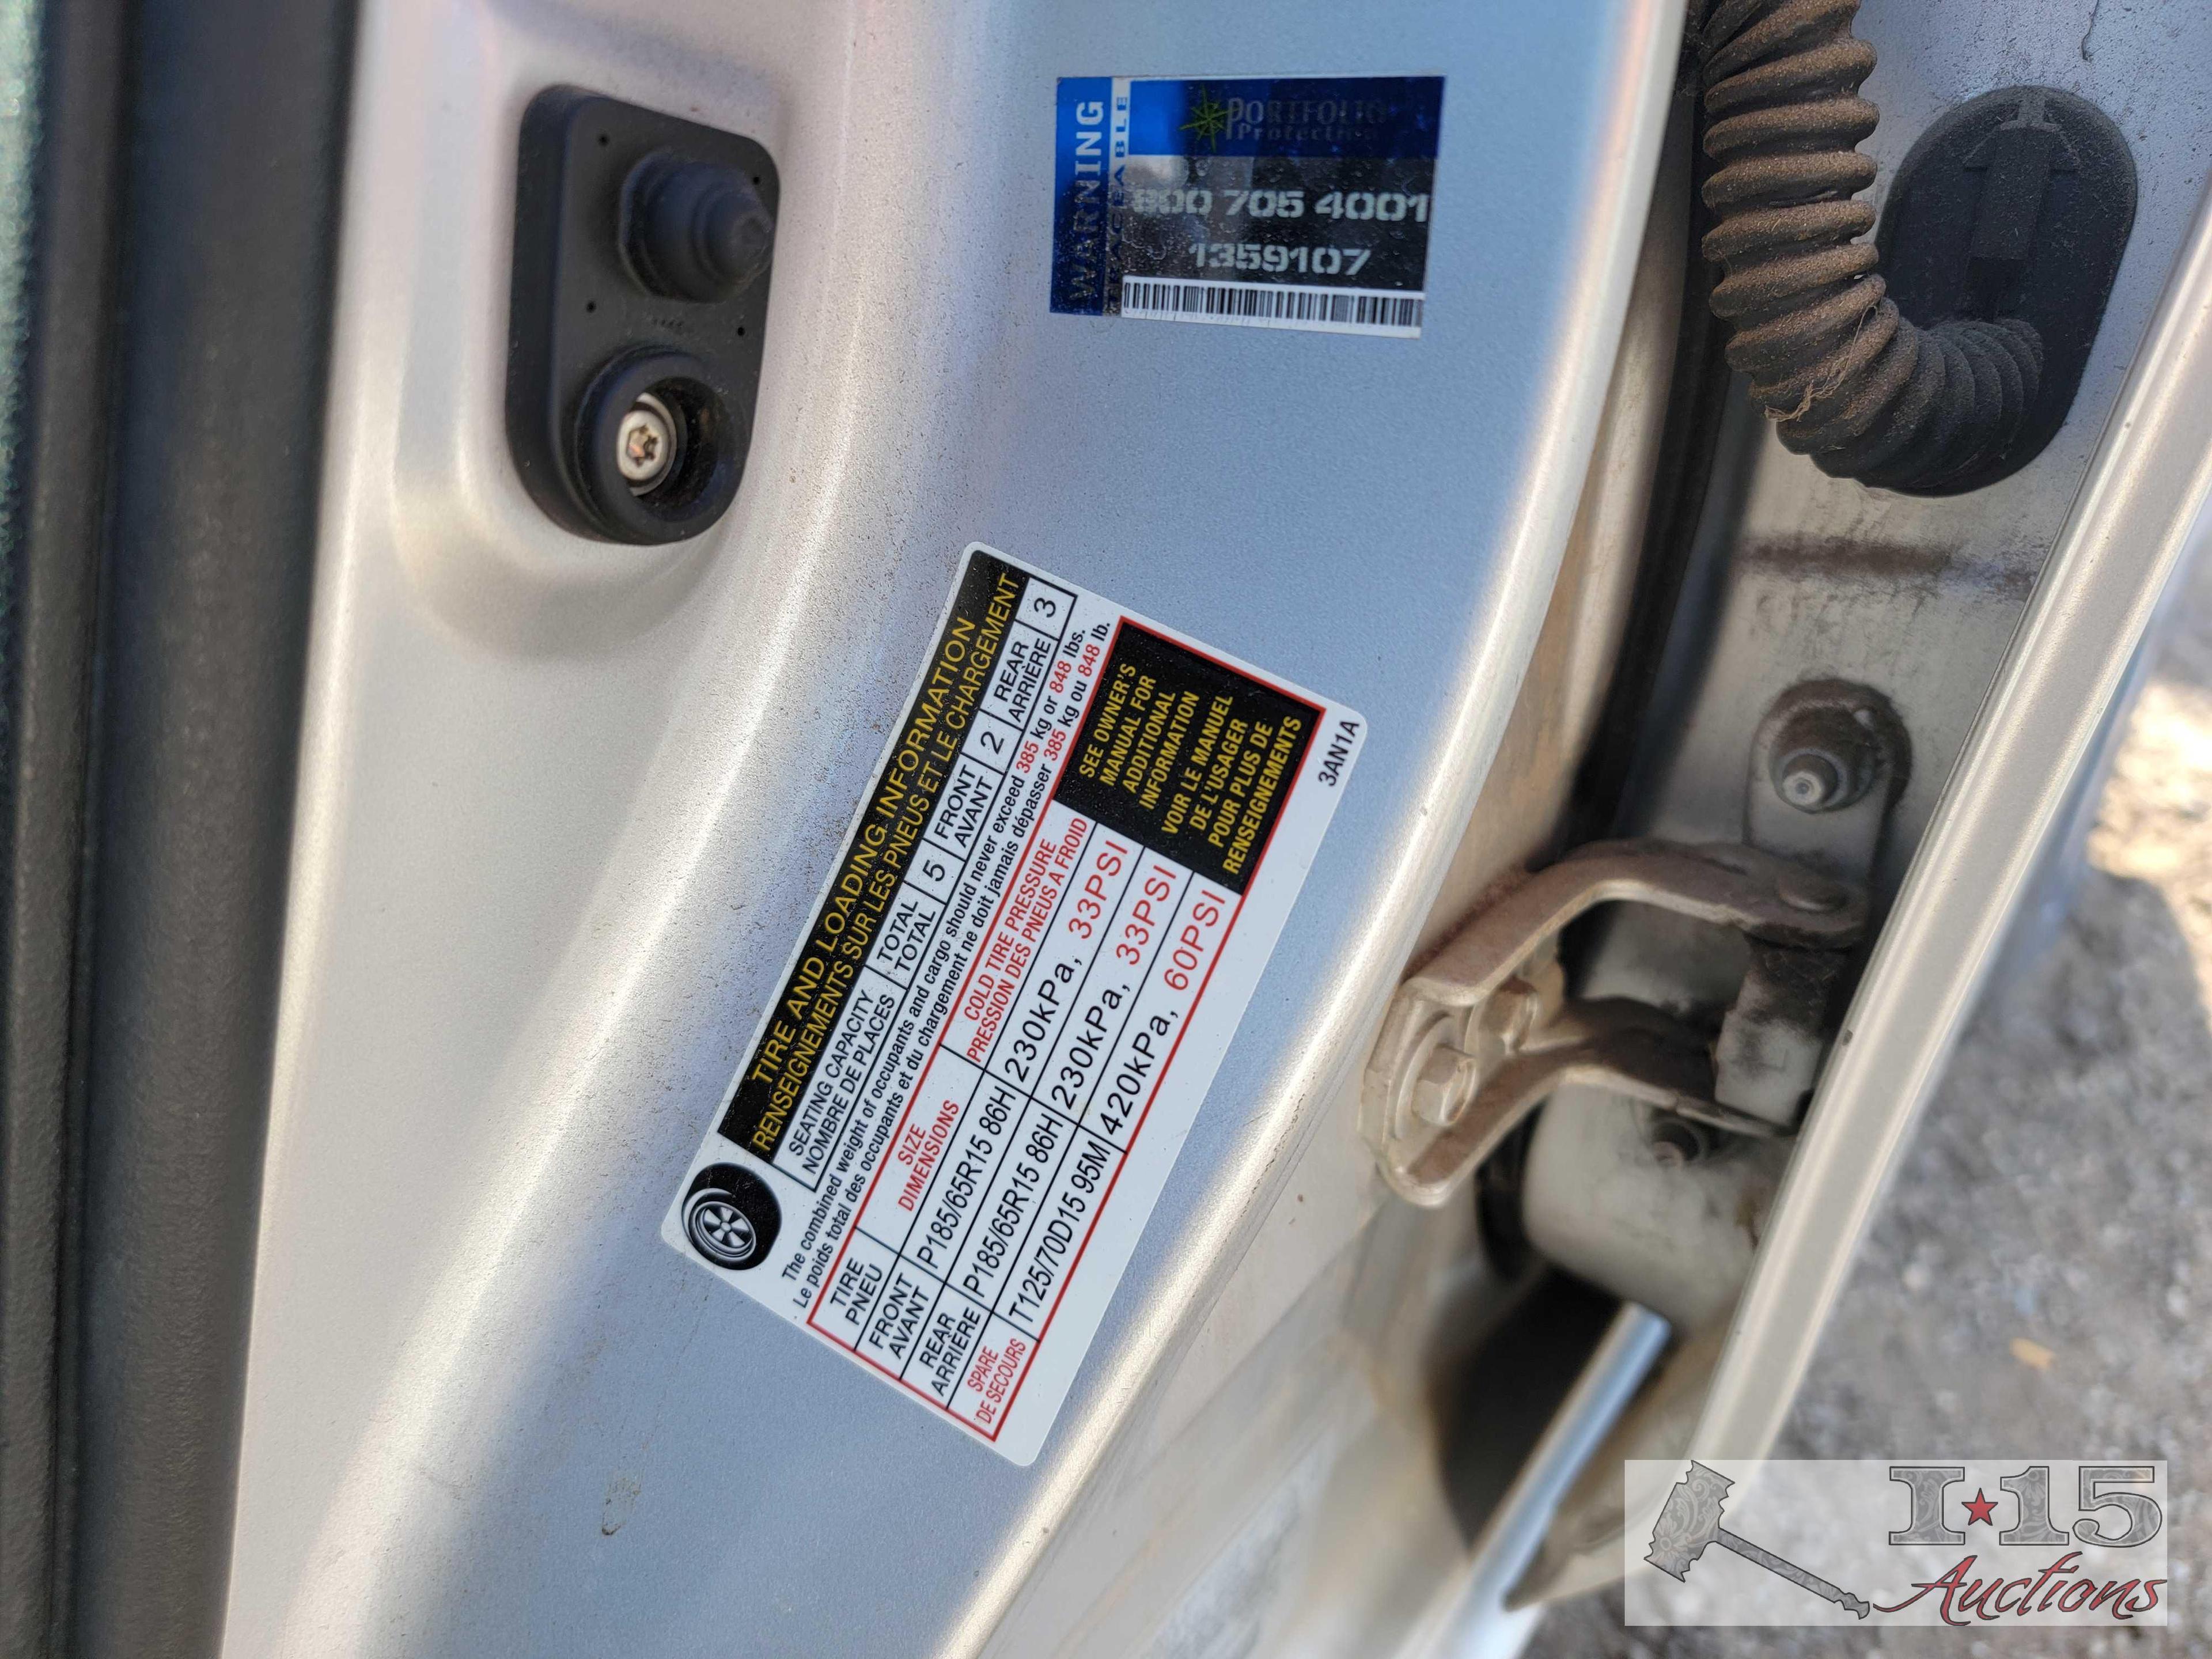 WARNING
TRACEABLE
PORTFOLIO
Protection
800 705 4001
1359107
TIRE AND LOADING INFORMATION
RENSEIGNEMENTS SUR LES PNEUS ET LE CHARGEMENT
SEATING CAPACITY TOTAL 5 FRONT 2 REAR 3
NOMBRE DE PLACES TOTAL AVANT ARRIÈRE
The combined weight of occupants and cargo should never exceed 385 kg or 848 lbs.
Le poids total des occupants et du chargement ne doit jamais dépasser 385 kg ou 848 lb.
TIRE SIZE COLD TIRE PRESSURE
PNEU DIMENSIONS PRESSION DES PNEUS A FROID
FRONT AVANT P185/65R15 86H 230kPa, 33PSI
REAR ARRIÈRE P185/65R15 86H 230kPa, 33PSI
SPARE DE SECOURS T125/70D15 95M 420kPa, 60PSI
SEE OWNER'S
MANUAL FOR
ADDITIONAL
INFORMATION
VOIR LE MANUEL
DE L'USAGER
POUR PLUS DE
RENSEIGNEMENTS
3AN1A
I-15
Auctions